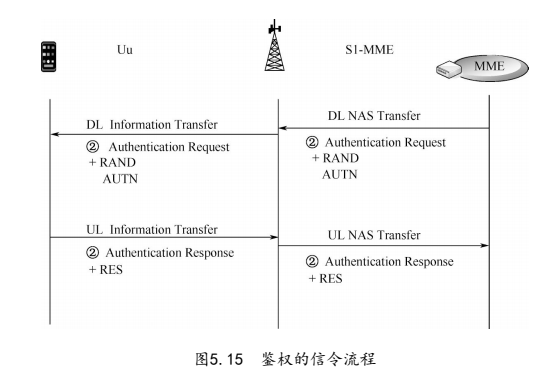 Uu
S1-MME
MME
DL Information Transfer
② Authentication Request
+ RAND
AUTN
DL NAS Transfer
② Authentication Request
+ RAND
AUTN
UL Information Transfer
② Authentication Response
+ RES
UL NAS Transfer
② Authentication Response
+ RES
图5.15 鉴权的信令流程